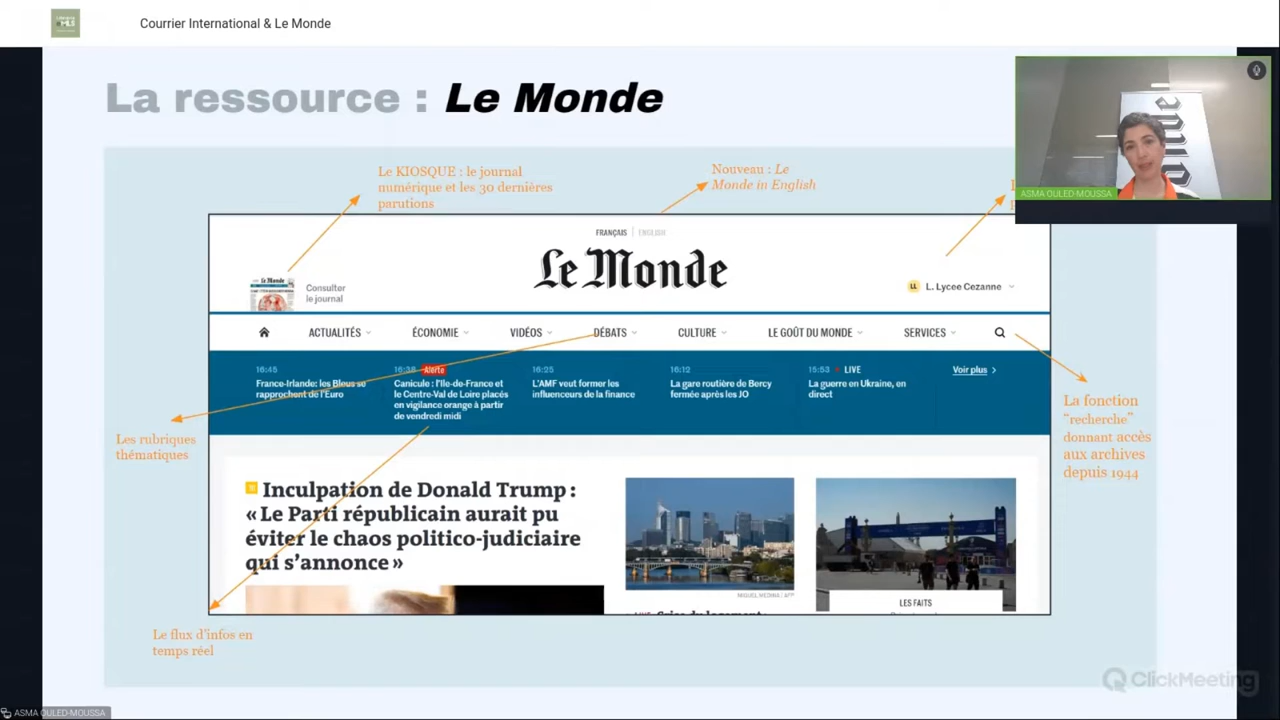 Courrier International & Le Monde
La ressource : Le Monde
Le KIOSQUE : le journal
numérique et les 30 dernières
parutions
Nouveau : Le
Monde in English
ASMA OULED-MOUSSA
FRANÇAIS | ENGLISH
Le Monde
Consulter
le journal
LL L. Lycee Cezanne
ACTUALITÉS ÉCONOMIE VIDÉOS DÉBATS CULTURE LE GOÛT DU MONDE SERVICES
16:45
France-Irlande: les Bleus se
rapprochent de l'Euro
16:38 Alerte
Canicule : l'Ile-de-France et
le Centre-Val de Loire placés
en vigilance orange à partir
de vendredi midi
16:25
L'AMF veut former les
influenceurs de la finance
16:12
La gare routière de Bercy
fermée après les JO
15:53 LIVE
La guerre en Ukraine, en
direct
Voir plus
La fonction
"recherche"
donnant accès
aux archives
depuis 1944
Les rubriques
thématiques
Inculpation de Donald Trump :
« Le Parti républicain aurait pu
éviter le chaos politico-judiciaire
qui s'annonce »
MIGUEL MEDINA / AFP
LES FAITS
Le flux d'infos en
temps réel
ClickMeeting
ASMA OULED-MOUSSA